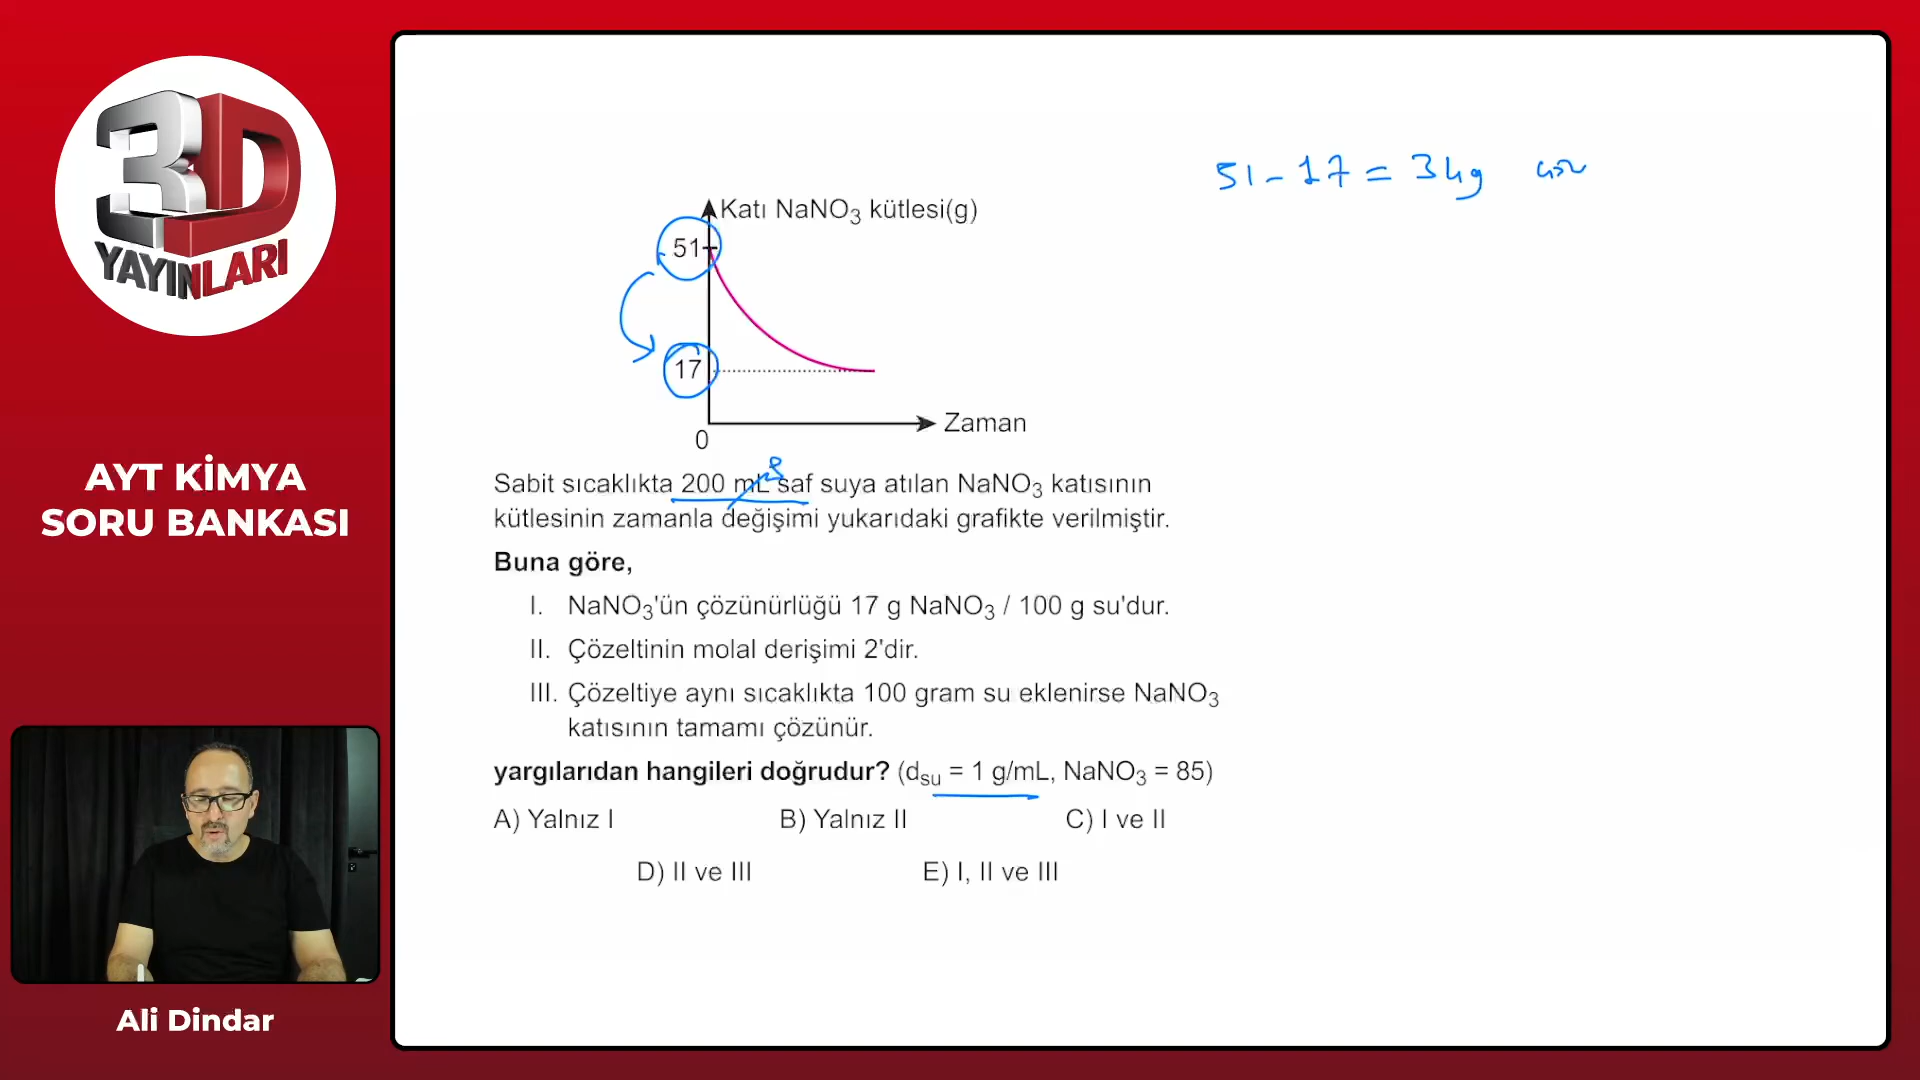 3D
YAYINLARI
AYT KİMYA
SORU BANKASI
Ali Dindar
51 - 17 = 34g
Katı NaNO₃ kütlesi(g)
51
17
0
Zaman
Sabit sıcaklıkta 200 mL saf suya atılan NaNO₃ katısının
kütlesinin zamanla değişimi yukarıdaki grafikte verilmiştir.
Buna göre,
I. NaNO₃'ün çözünürlüğü 17 g NaNO₃ / 100 g su'dur.
II. Çözeltinin molal derişimi 2'dir.
III. Çözeltiye aynı sıcaklıkta 100 gram su eklenirse NaNO₃
katısının tamamı çözünür.
yargılarıdan hangileri doğrudur? (dsu = 1 g/mL, NaNO₃ = 85)
A) Yalnız I B) Yalnız II C) I ve II
D) II ve III E) I, II ve III